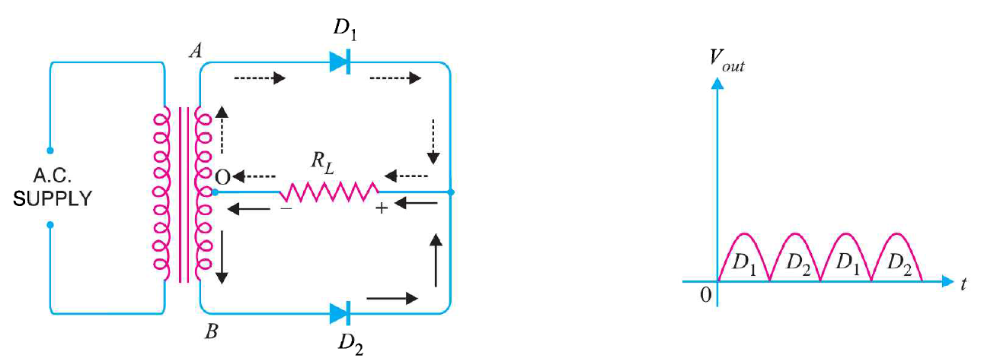 D1
A
A.C.
SUPPLY
O
RL
−
+
B
D2
Vout
D1 D2 D1 D2
0
t